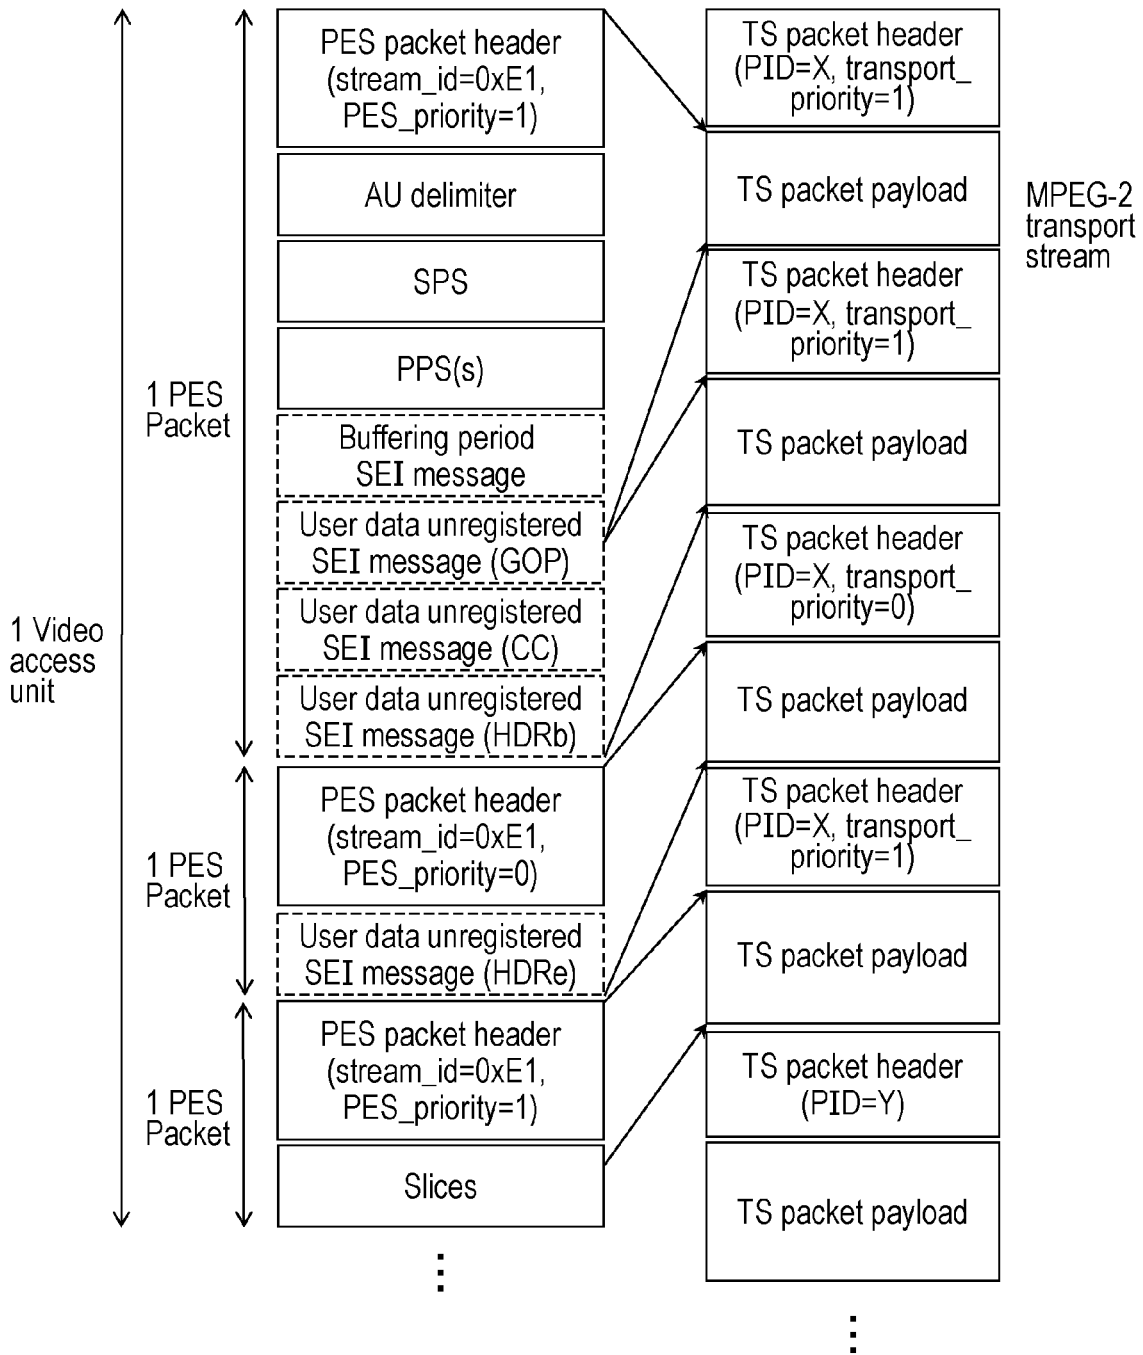 1 Video
access
unit
1 PES
Packet
1 PES
Packet
1 PES
Packet
PES packet header
(stream_id=0xE1,
PES_priority=1)
AU delimiter
SPS
PPS(s)
Buffering period
SEI message
User data unregistered
SEI message (GOP)
User data unregistered
SEI message (CC)
User data unregistered
SEI message (HDRb)
PES packet header
(stream_id=0xE1,
PES_priority=0)
User data unregistered
SEI message (HDRe)
PES packet header
(stream_id=0xE1,
PES_priority=1)
Slices
TS packet header
(PID=X, transport_
priority=1)
TS packet payload
TS packet header
(PID=X, transport_
priority=1)
TS packet payload
TS packet header
(PID=X, transport_
priority=0)
TS packet payload
TS packet header
(PID=X, transport_
priority=1)
TS packet payload
TS packet header
(PID=Y)
TS packet payload
MPEG-2
transport
stream